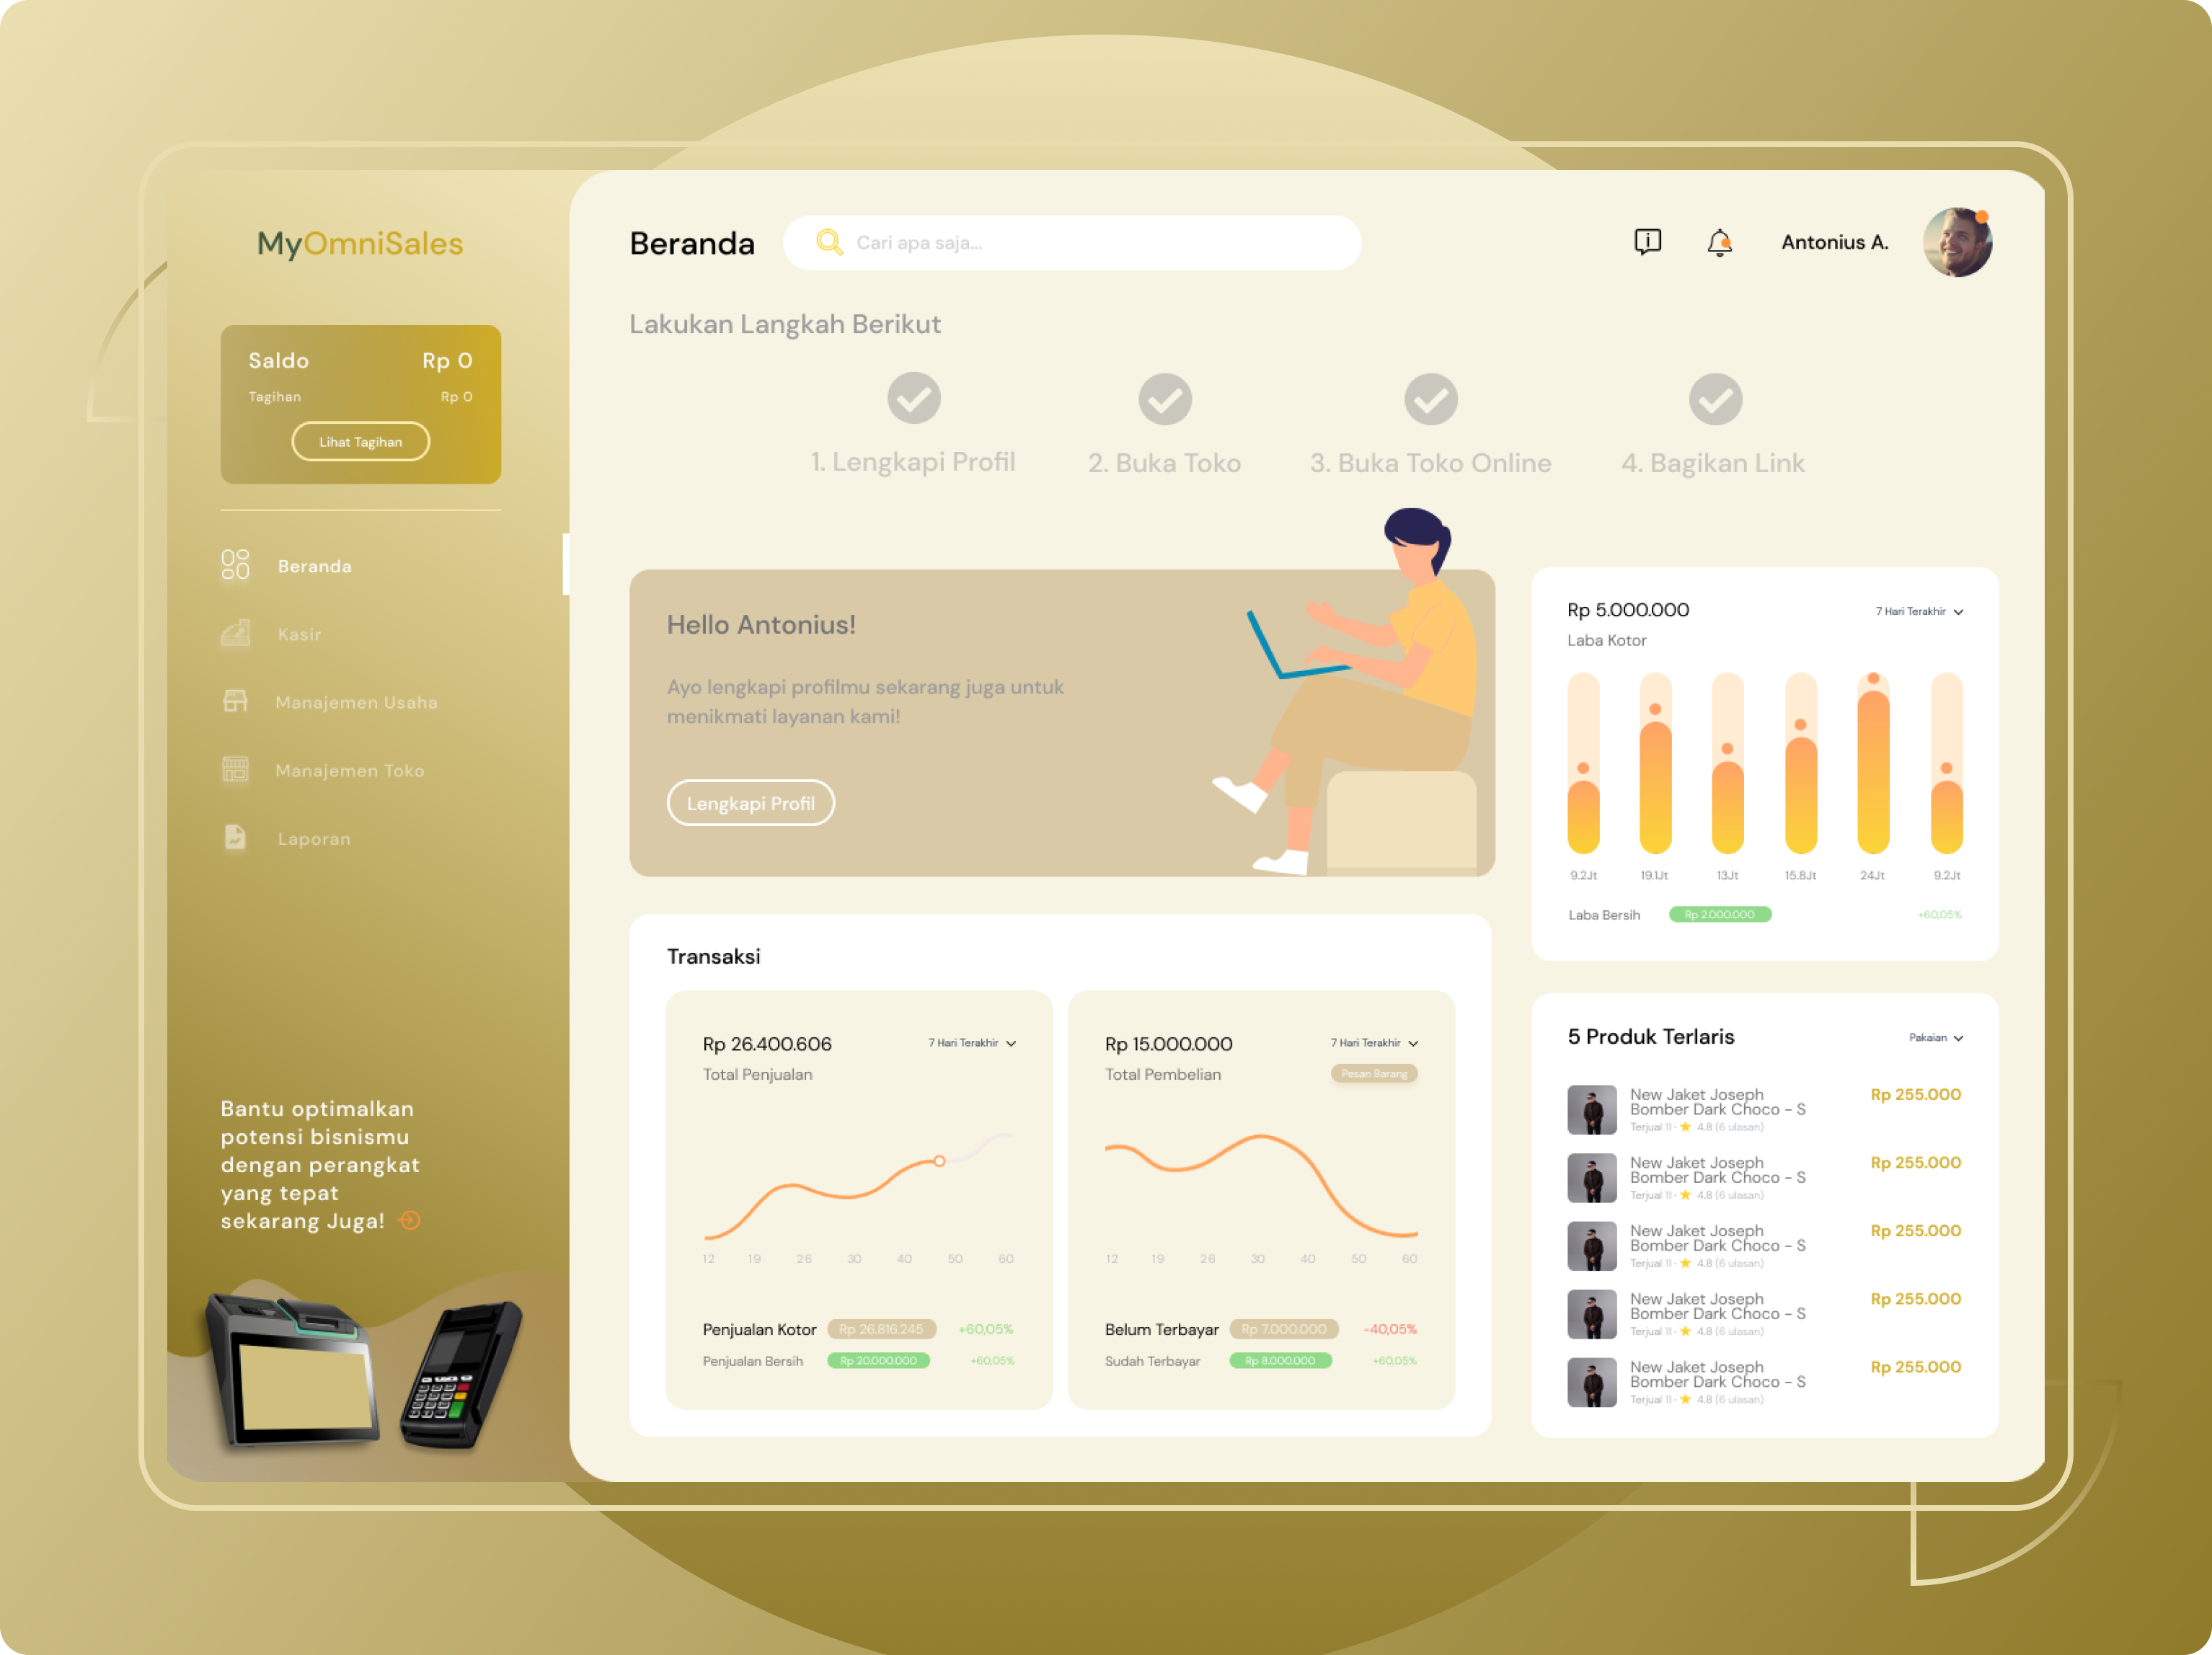 MyOmniSales
Saldo Rp 0
Tagihan Rp 0
Lihat Tagihan
Beranda
Kasir
Manajemen Usaha
Manajemen Toko
Laporan
Bantu optimalkan
potensi bisnismu
dengan perangkat
yang tepat
sekarang Juga!
Beranda
Cari apa saja...
Antonius A.
Lakukan Langkah Berikut
1. Lengkapi Profil
2. Buka Toko
3. Buka Toko Online
4. Bagikan Link
Hello Antonius!
Ayo lengkapi profilmu sekarang juga untuk
menikmati layanan kami!
Lengkapi Profil
Rp 5.000.000
7 Hari Terakhir
Laba Kotor
9.2Jt 19.1Jt 13Jt 15.8Jt 24Jt 9.2Jt
Laba Bersih Rp 2.000.000 +60,05%
Transaksi
Rp 26.400.606
7 Hari Terakhir
Total Penjualan
12 19 26 30 40 50 60
Penjualan Kotor Rp 26.816.245 +60,05%
Penjualan Bersih Rp 20.000.000 +60,05%
Rp 15.000.000
7 Hari Terakhir
Total Pembelian
Pesan Barang
12 19 26 30 40 50 60
Belum Terbayar Rp 7.000.000 -40,05%
Sudah Terbayar Rp 8.000.000 +60,05%
5 Produk Terlaris
Pakaian
New Jaket Joseph Rp 255.000
Bomber Dark Choco - S
Terjual 11 · 4.8 (6 ulasan)
New Jaket Joseph Rp 255.000
Bomber Dark Choco - S
Terjual 11 · 4.8 (6 ulasan)
New Jaket Joseph Rp 255.000
Bomber Dark Choco - S
Terjual 11 · 4.8 (6 ulasan)
New Jaket Joseph Rp 255.000
Bomber Dark Choco - S
Terjual 11 · 4.8 (6 ulasan)
New Jaket Joseph Rp 255.000
Bomber Dark Choco - S
Terjual 11 · 4.8 (6 ulasan)